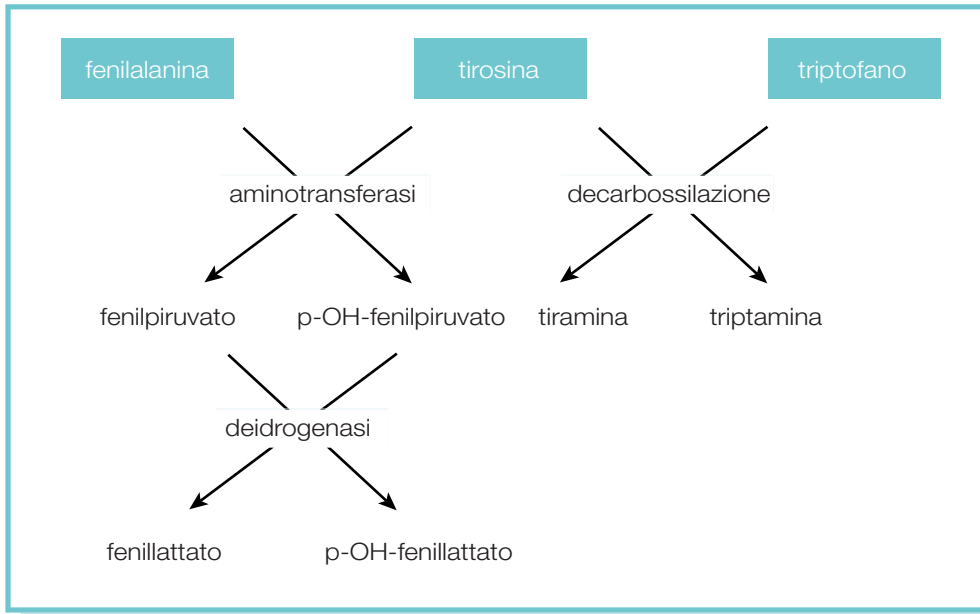 fenilalanina
tirosina
triptofano
aminotransferasi
decarbossilazione
fenilpiruvato
p-OH-fenilpiruvato
tiramina
triptamina
deidrogenasi
fenillattato
p-OH-fenillattato